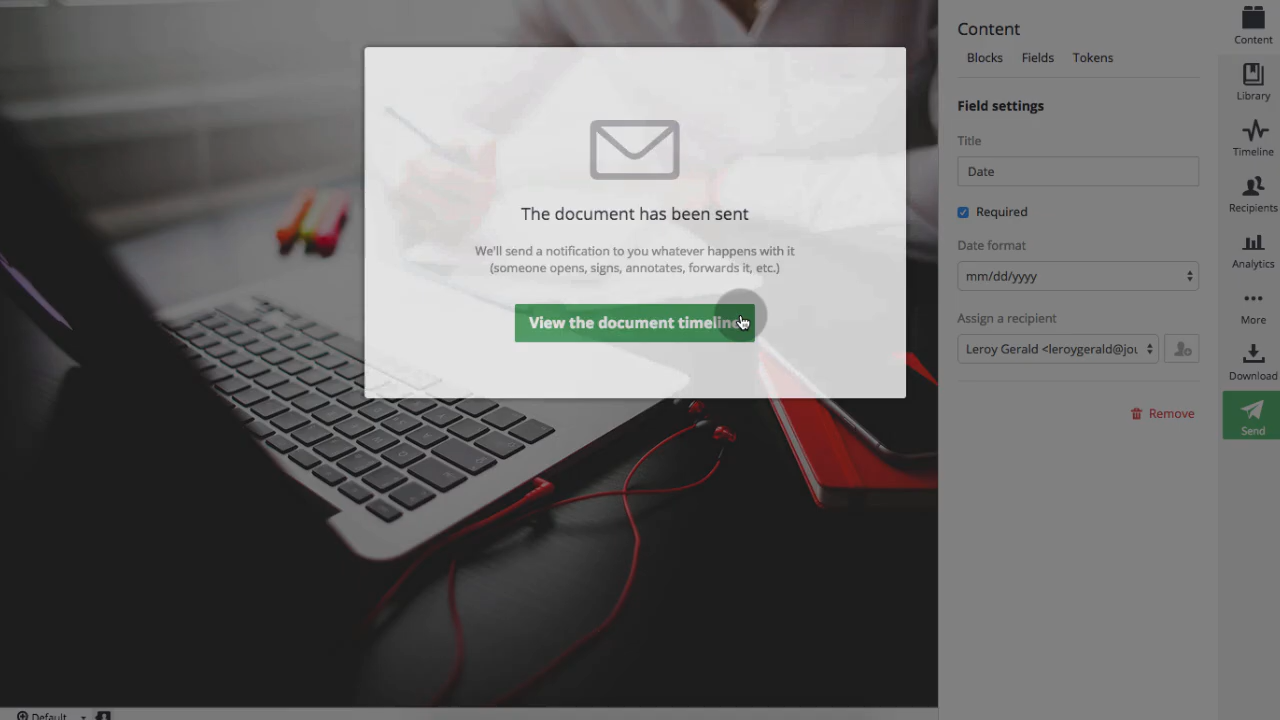 The document has been sent
We'll send a notification to you whatever happens with it
(someone opens, signs, annotates, forwards it, etc.)
View the document timeline
Content
Blocks Fields Tokens
Field settings
Title
Date
Required
Date format
mm/dd/yyyy
Assign a recipient
Leroy Gerald <leroygerald@jou
Remove
Content
Library
Timeline
Recipients
Analytics
More
Download
Send
Default